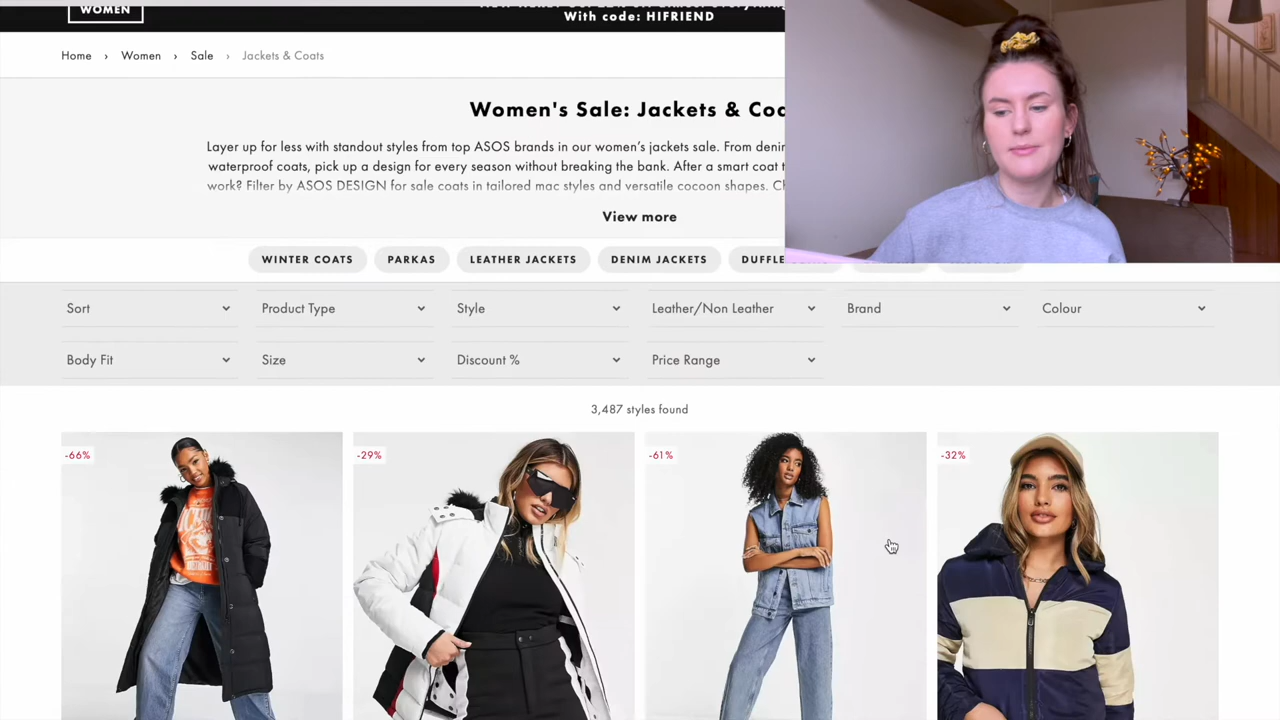 WOMEN
With code: HIFRIEND
Home › Women › Sale › Jackets & Coats
Women's Sale: Jackets & Coa
Layer up for less with standout styles from top ASOS brands in our women's jackets sale. From deni
waterproof coats, pick up a design for every season without breaking the bank. After a smart coat t
work? Filter by ASOS DESIGN for sale coats in tailored mac styles and versatile cocoon shapes. C
View more
WINTER COATS PARKAS LEATHER JACKETS DENIM JACKETS DUFFLE
Sort Product Type Style Leather/Non Leather Brand Colour
Body Fit Size Discount % Price Range
3,487 styles found
-66% -29% -61% -32%